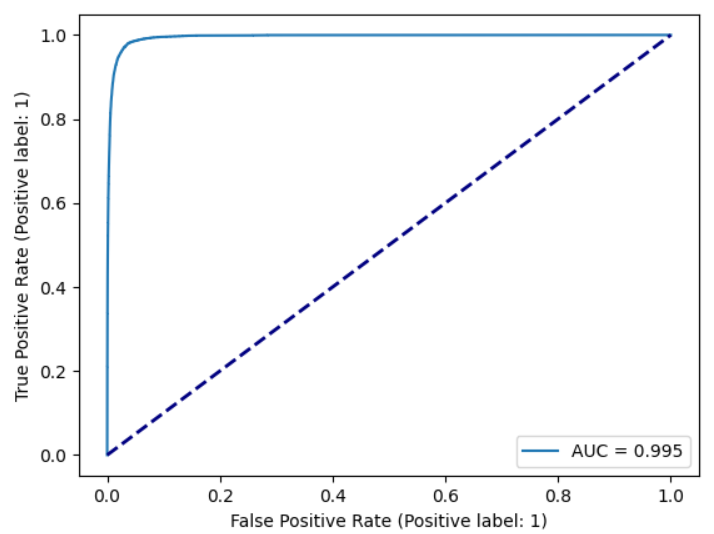 1.0
0.8
0.6
0.4
0.2
0.0
True Positive Rate (Positive label: 1)
AUC = 0.995
0.0 0.2 0.4 0.6 0.8 1.0
False Positive Rate (Positive label: 1)